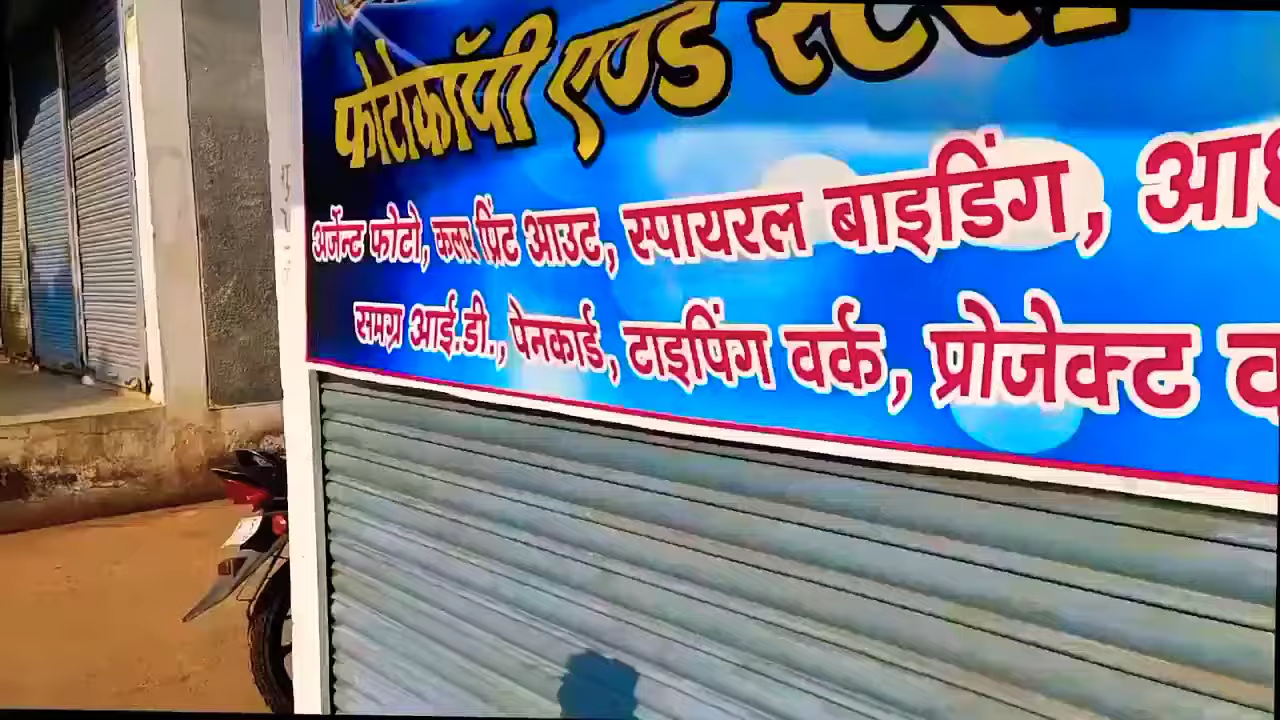 फोटोकॉपी एण्ड
अर्जेन्ट फोटो, कलर प्रिंट आउट, स्पायरल बाइडिंग,
समग्र आई.डी., पेनकार्ड, टाइपिंग वर्क, प्रोजेक्ट